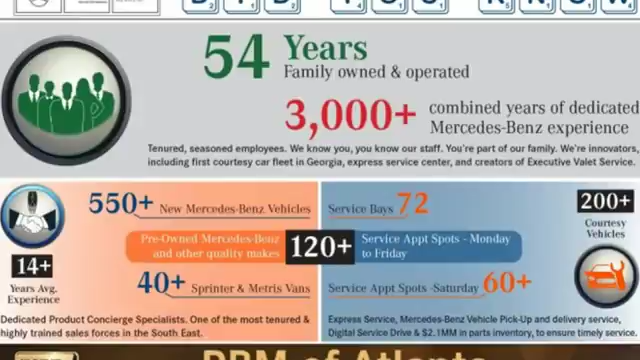 DID YOU KNOW
54 Years
Family owned & operated
3,000+ combined years of dedicated
Mercedes-Benz experience
Tenured, seasoned employees. We know you, you know our staff. You're part of our family. We're innovators,
including first courtesy car fleet in Georgia, express service center, and creators of Executive Valet Service.
14+
Years Avg.
Experience
550+ New Mercedes-Benz Vehicles
Pre-Owned Mercedes-Benz
and other quality makes
120+
40+ Sprinter & Metris Vans
Dedicated Product Concierge Specialists. One of the most tenured &
highly trained sales forces in the South East.
Service Bays 72
Service Appt Spots - Monday
to Friday
Service Appt Spots -Saturday 60+
200+
Courtesy
Vehicles
Express Service, Mercedes-Benz Vehicle Pick-Up and delivery service,
Digital Service Drive & $2.1MM in parts inventory, to ensure timely service.
RBM of Atlanta